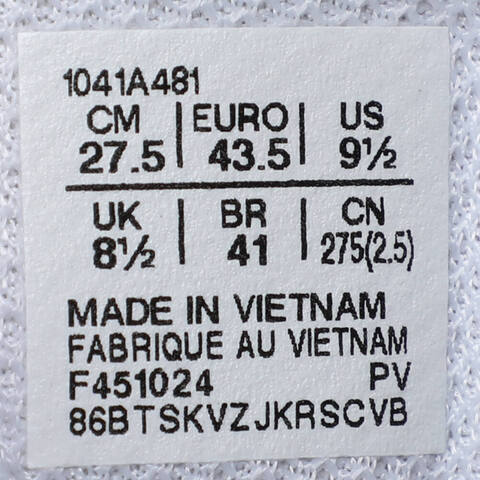 1041A481
CM EURO US
27.5 43.5 9½
UK BR CN
8½ 41 275(2.5)
MADE IN VIETNAM
FABRIQUE AU VIETNAM
F451024 PV
86BTSKVZJKRSCVB